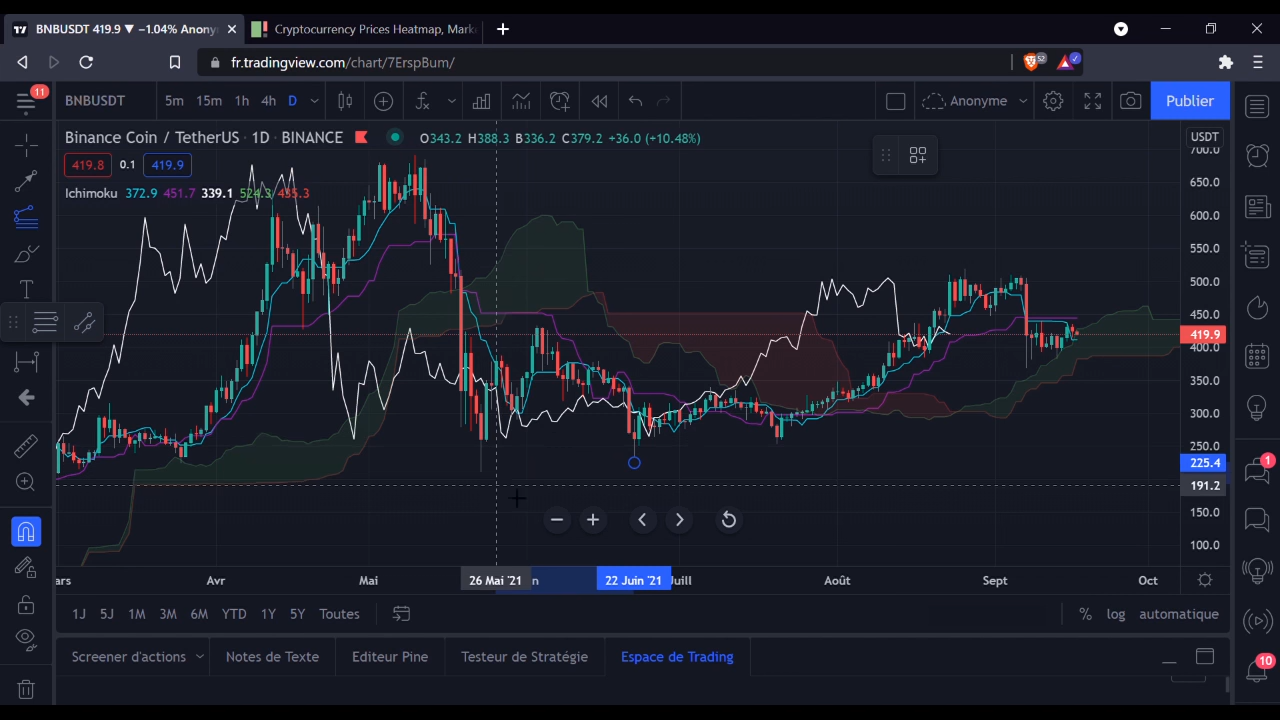 BNBUSDT 419.9 ▼ −1.04% Anony
Cryptocurrency Prices Heatmap, Mark
fr.tradingview.com/chart/7ErspBum/
52
11
BNBUSDT 5m 15m 1h 4h D
Anonyme
Publier
Binance Coin / TetherUS · 1D · BINANCE O343.2 H388.3 B336.2 C379.2 +36.0 (+10.48%)
419.8 0.1 419.9
Ichimoku 372.9 451.7 339.1 524.3 435.3
USDT
700.0
650.0
600.0
550.0
500.0
450.0
419.9
400.0
350.0
300.0
250.0
225.4
191.2
150.0
100.0
ars Avr Mai 26 Mai '21 n 22 Juin '21 Juill Août Sept Oct
1J 5J 1M 3M 6M YTD 1Y 5Y Toutes
% log automatique
Screener d'actions Notes de Texte Editeur Pine Testeur de Stratégie Espace de Trading
1
10